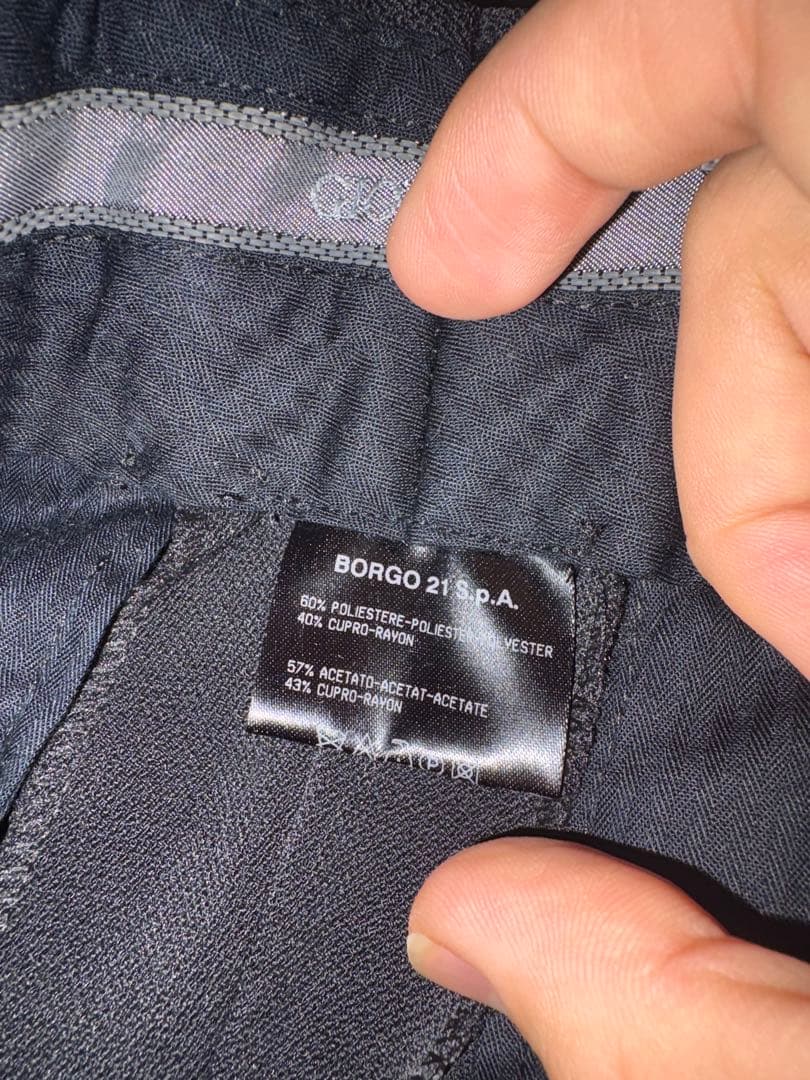 BORGO 21 S.p.A.
60% POLIESTERE-POLIESTER-POLYESTER
40% CUPRO-RAYON
57% ACETATO-ACETAT-ACETATE
43% CUPRO-RAYON
P